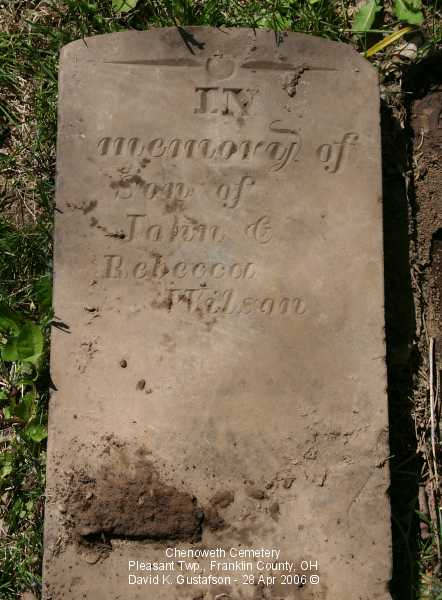 IN
memory of
Son of
John &
Rebecca
Wilson
Chenoweth Cemetery
Pleasant Twp., Franklin County, OH
David K. Gustafson - 28 Apr 2006 ©